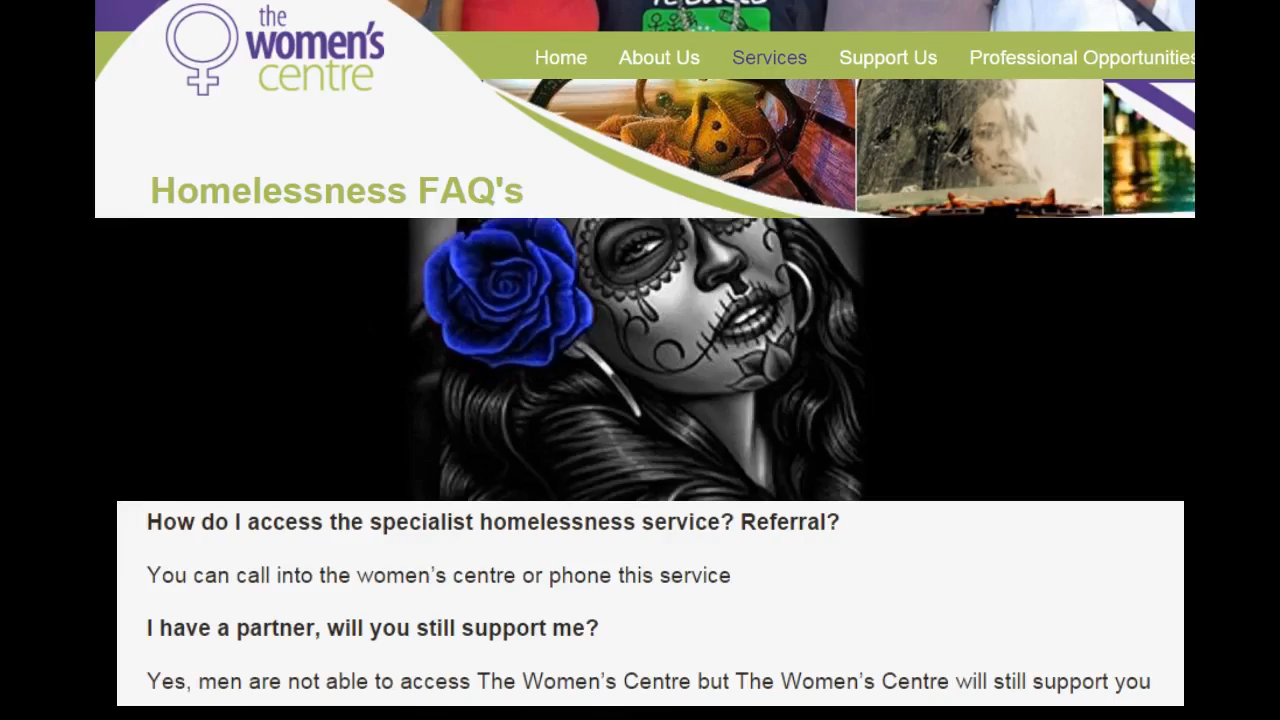 the
women's
centre
Home About Us Services Support Us Professional Opportunities
Homelessness FAQ's
How do I access the specialist homelessness service? Referral?
You can call into the women’s centre or phone this service
I have a partner, will you still support me?
Yes, men are not able to access The Women’s Centre but The Women’s Centre will still support you